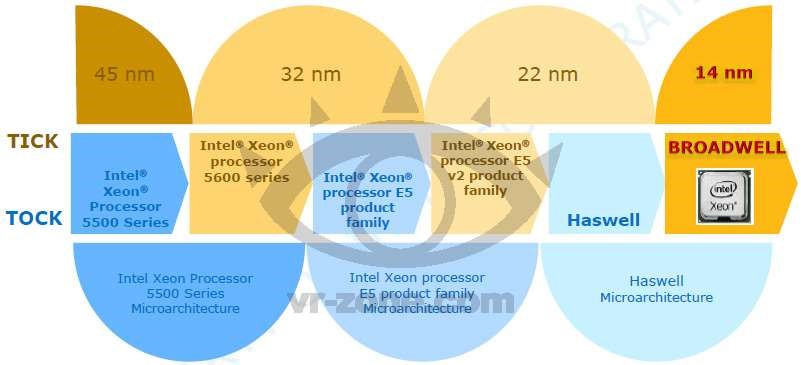 45 nm
32 nm
22 nm
14 nm
TICK
TOCK
Intel®
Xeon®
Processor
5500 Series
Intel® Xeon®
processor
5600 series
Intel® Xeon®
processor E5
product
family
Intel® Xeon®
processor E5
v2 product
family
Haswell
BROADWELL
intel
Xeon®
Intel Xeon Processor
5500 Series
Microarchitecture
Intel Xeon processor
E5 product family
Microarchitecture
Haswell
Microarchitecture
vr-zone.com